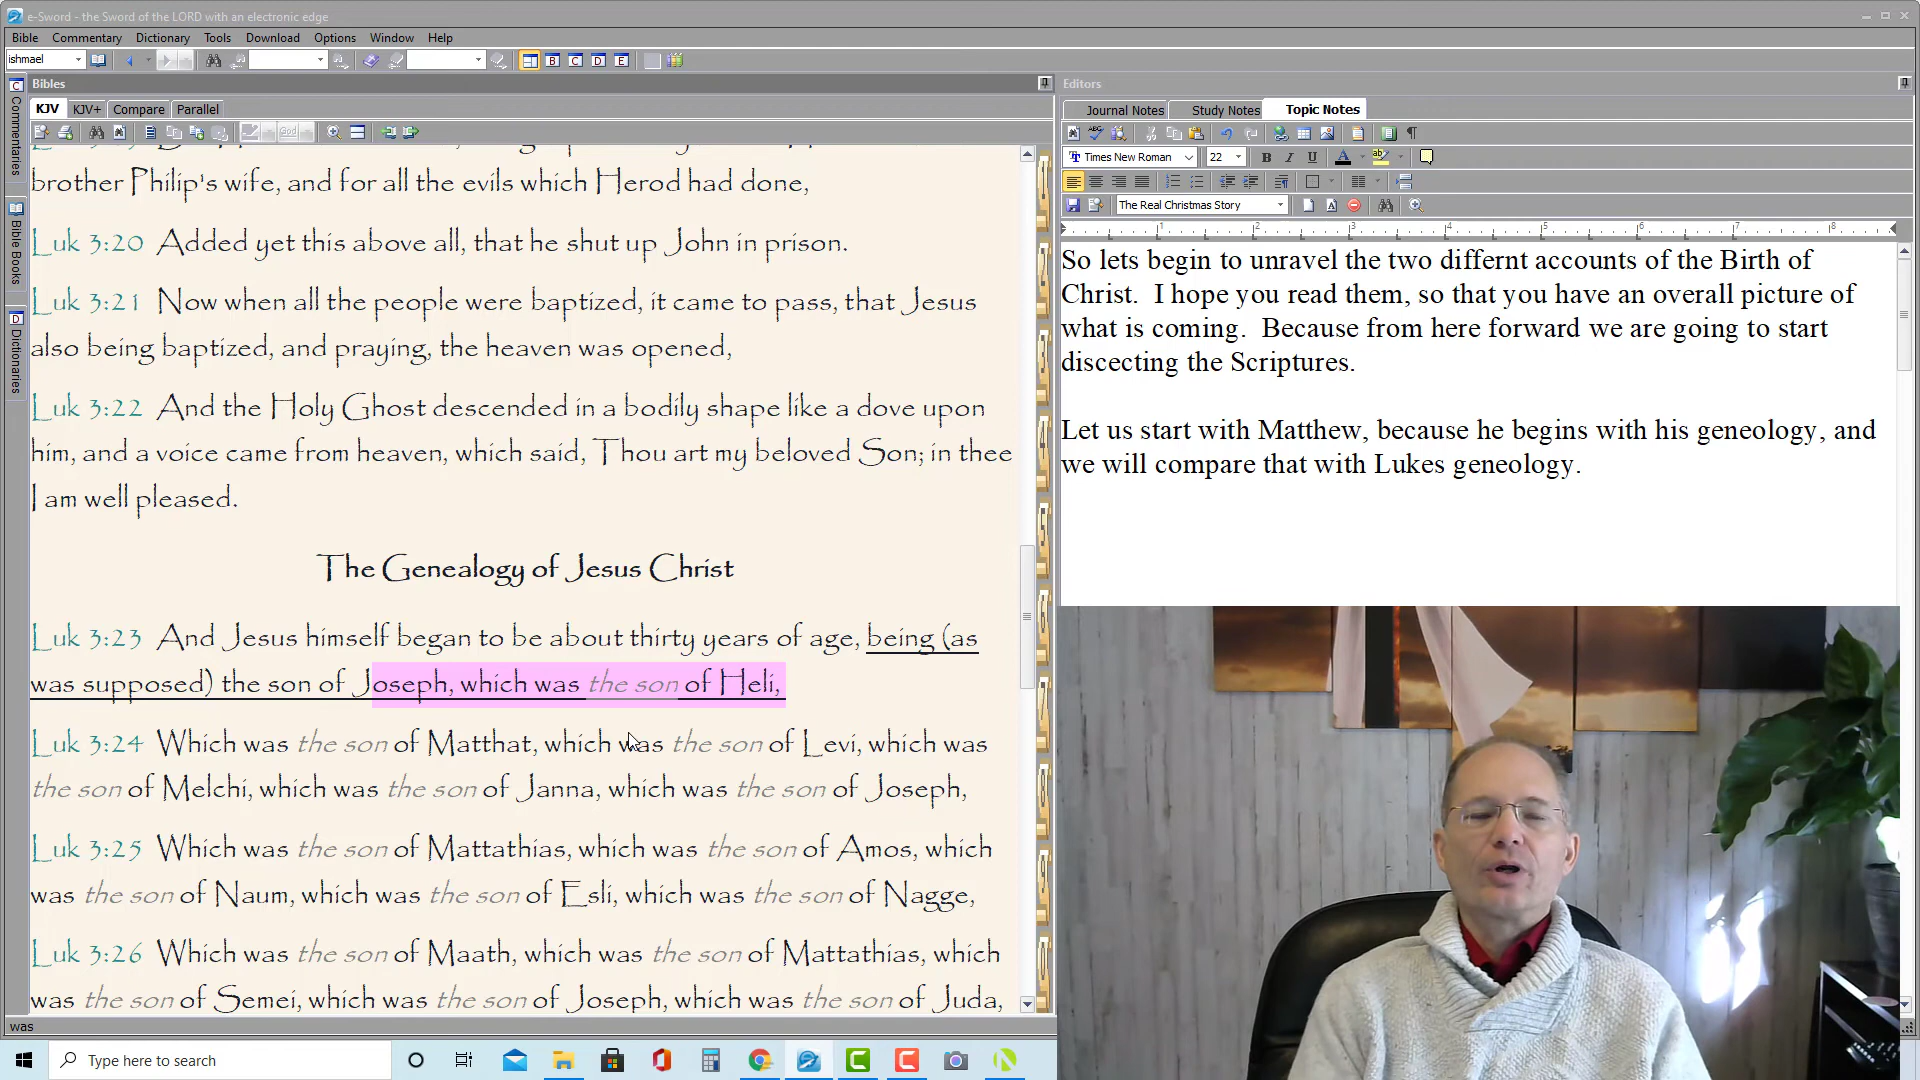 e-Sword - the Sword of the LORD with an electronic edge
Bible Commentary Dictionary Tools Download Options Window Help
ishmael
B C D E
Bibles
KJV KJV+ Compare Parallel
Commentaries
Bible Books
Dictionaries
brother Philip's wife, and for all the evils which Herod had done,
Luk 3:20 Added yet this above all, that he shut up John in prison.
Luk 3:21 Now when all the people were baptized, it came to pass, that Jesus
also being baptized, and praying, the heaven was opened,
Luk 3:22 And the Holy Ghost descended in a bodily shape like a dove upon
him, and a voice came from heaven, which said, Thou art my beloved Son; in thee
I am well pleased.
The Genealogy of Jesus Christ
Luk 3:23 And Jesus himself began to be about thirty years of age, being (as
was supposed) the son of Joseph, which was the son of Heli,
Luk 3:24 Which was the son of Matthat, which was the son of Levi, which was
the son of Melchi, which was the son of Janna, which was the son of Joseph,
Luk 3:25 Which was the son of Mattathias, which was the son of Amos, which
was the son of Naum, which was the son of Esli, which was the son of Nagge,
Luk 3:26 Which was the son of Maath, which was the son of Mattathias, which
was the son of Semei, which was the son of Joseph, which was the son of Juda,
was
Editors
Journal Notes Study Notes Topic Notes
Times New Roman 22 B I U A
The Real Christmas Story
1 2 3 4 5 6 7 8
So lets begin to unravel the two differnt accounts of the Birth of
Christ. I hope you read them, so that you have an overall picture of
what is coming. Because from here forward we are going to start
discecting the Scriptures.
Let us start with Matthew, because he begins with his geneology, and
we will compare that with Lukes geneology.
Type here to search